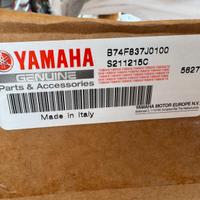 YAMAHA
GENUINE
Parts & Accessories
B74F837J0100
S211215C
5627
YAMAHA MOTOR EUROPE N.V.
Made in Italy